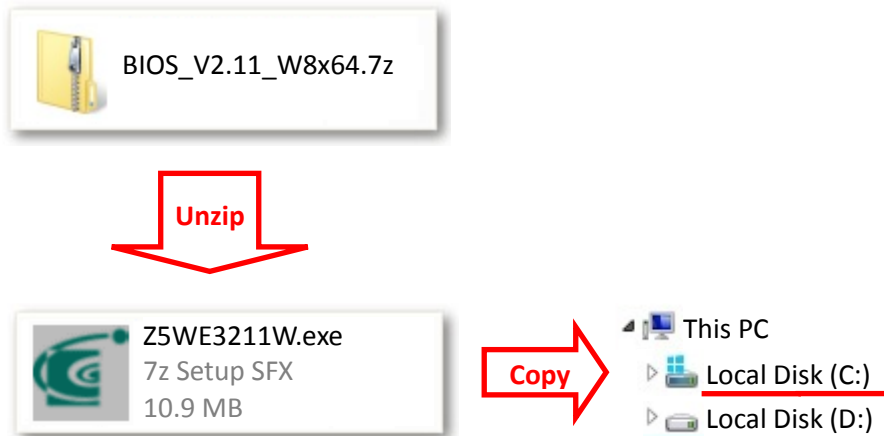 BIOS_V2.11_W8x64.7z
Unzip
Z5WE3211W.exe
7z Setup SFX
10.9 MB
Copy
This PC
Local Disk (C:)
Local Disk (D:)